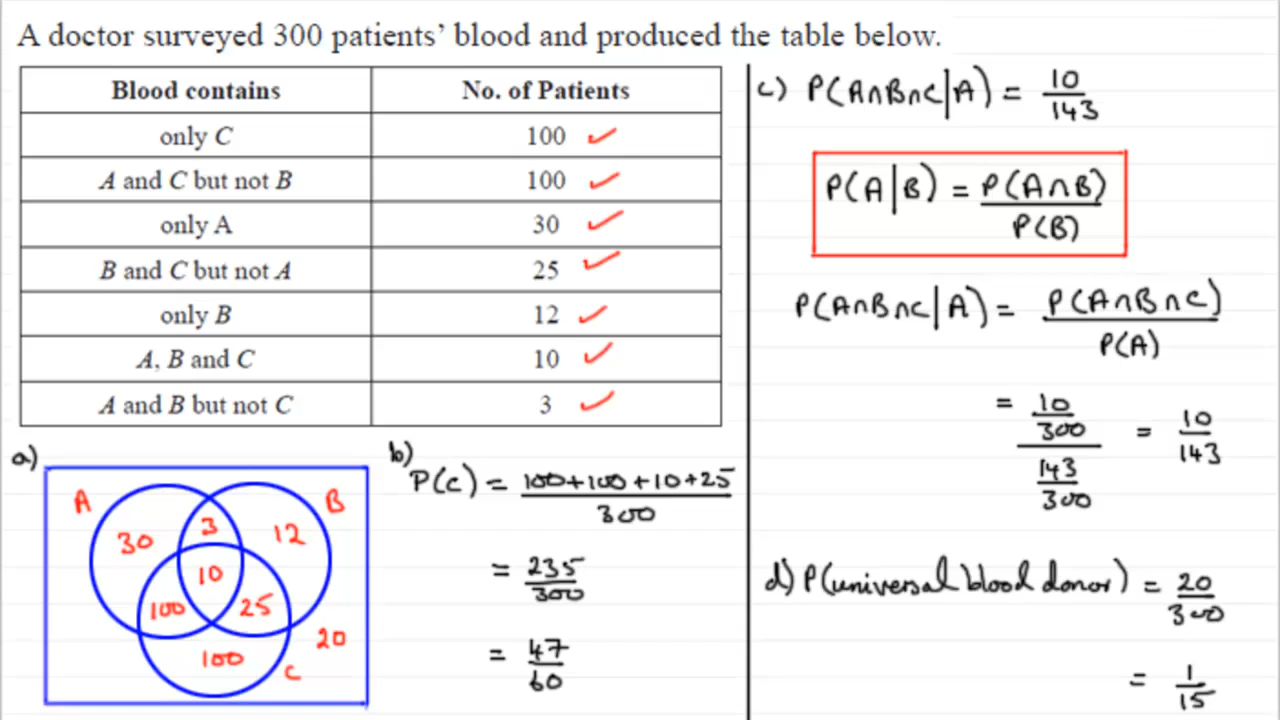 A doctor surveyed 300 patients' blood and produced the table below.
Blood contains No. of Patients
only C 100
A and C but not B 100
only A 30
B and C but not A 25
only B 12
A, B and C 10
A and B but not C 3
a)
A B
30 3 12
10
100 25
20
100 C
b)
P(C) = 100+100+10+25
300
= 235
300
= 47
60
c) P(A∩B∩C|A) = 10
143
P(A|B) = P(A∩B)
P(B)
P(A∩B∩C|A) = P(A∩B∩C)
P(A)
= 10
300
143
300
= 10
143
d) P(universal blood donor) = 20
300
= 1
15